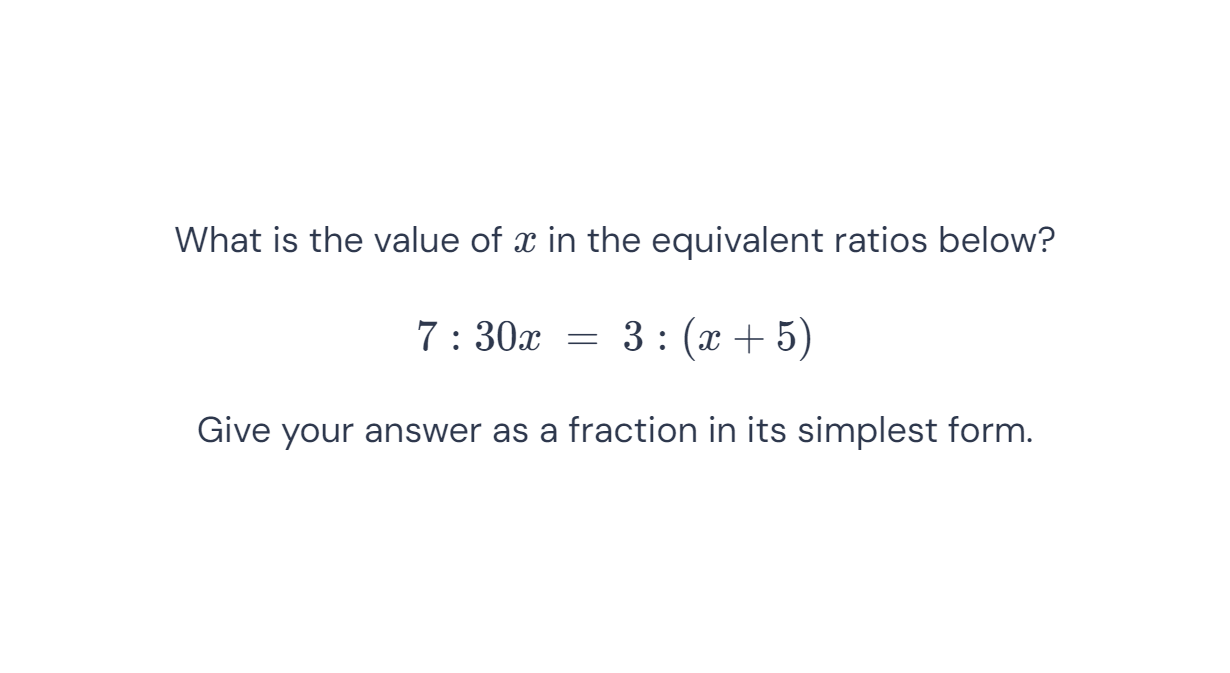 What is the value of x in the equivalent ratios below?
7 : 30x = 3 : (x + 5)
Give your answer as a fraction in its simplest form.